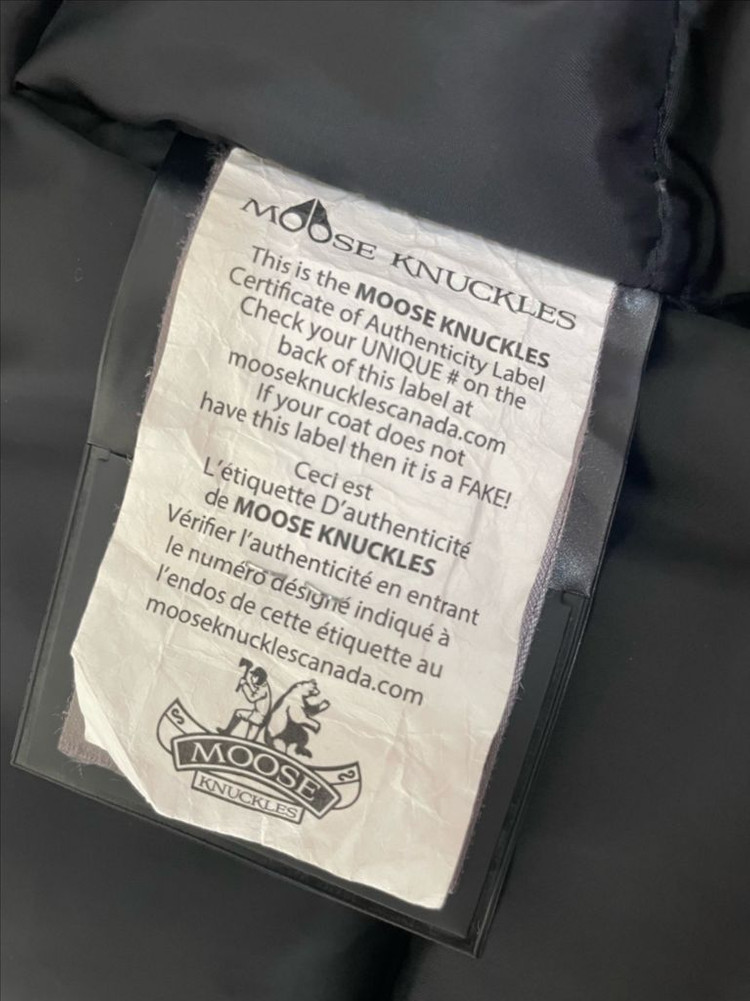 MOOSE KNUCKLES
This is the MOOSE KNUCKLES
Certificate of Authenticity Label
Check your UNIQUE # on the
back of this label at
mooseknucklescanada.com
If your coat does not
have this label then it is a FAKE!
Ceci est
L'étiquette D'authenticité
de MOOSE KNUCKLES
Vérifier l'authenticité en entrant
le numéro désigné indiqué à
l'endos de cette étiquette au
mooseknucklescanada.com
MOOSE
KNUCKLES